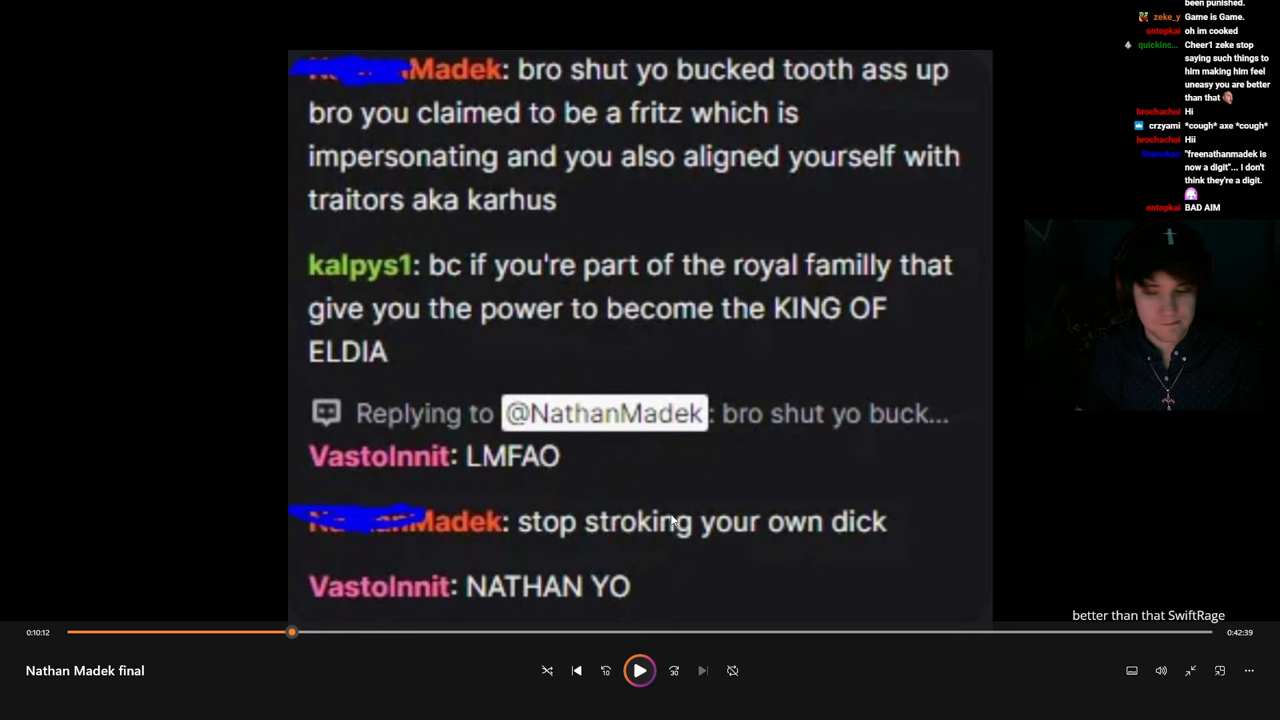 been punished.
zeke_y Game is Game.
ontopkai oh im cooked
quickinc... Cheer1 zeke stop
saying such things to
him making him feel
uneasy you are better
than that
brochachoi Hi
crzyami *cough* axe *cough*
brochachoi Hii
"freenathanmadek is
now a digit"... I don't
think they're a digit.
ontopkai BAD AIM
Madek: bro shut yo bucked tooth ass up
bro you claimed to be a fritz which is
impersonating and you also aligned yourself with
traitors aka karhus
kalpys1: bc if you're part of the royal familly that
give you the power to become the KING OF
ELDIA
Replying to @NathanMadek: bro shut yo buck...
VastoInnit: LMFAO
Madek: stop stroking your own dick
VastoInnit: NATHAN YO
better than that SwiftRage
0:10:12
0:42:39
Nathan Madek final
10
30